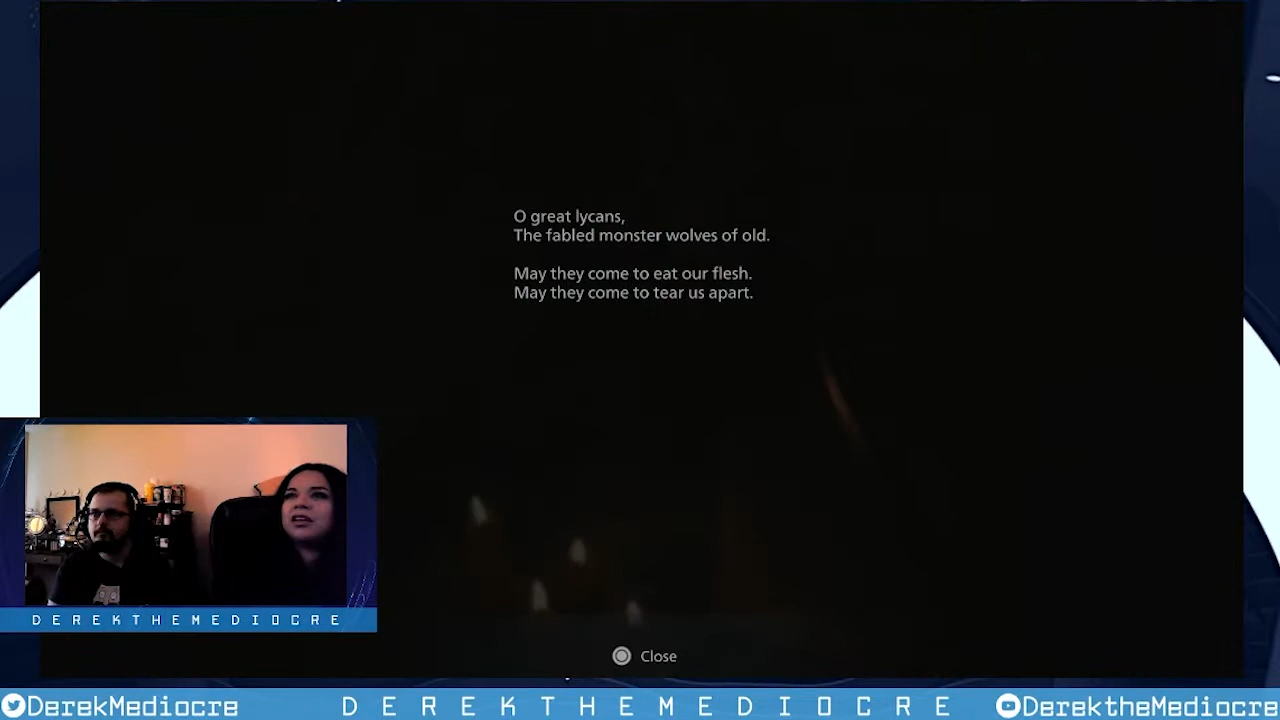 O great lycans,
The fabled monster wolves of old.
May they come to eat our flesh.
May they come to tear us apart.
DEREKTHEMEDIOCRE
Close
DerekMediocre
DEREKTHEMEDIOCRE
DerektheMediocre